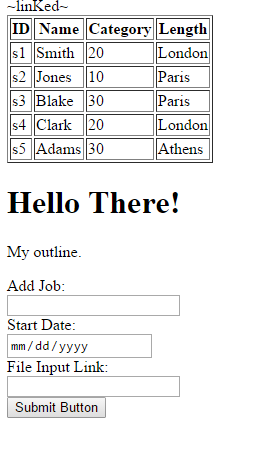 ~linKed~
ID Name Category Length
s1 Smith 20 London
s2 Jones 10 Paris
s3 Blake 30 Paris
s4 Clark 20 London
s5 Adams 30 Athens
Hello There!
My outline.
Add Job:
Start Date:
mm/dd/yyyy
File Input Link:
Submit Button